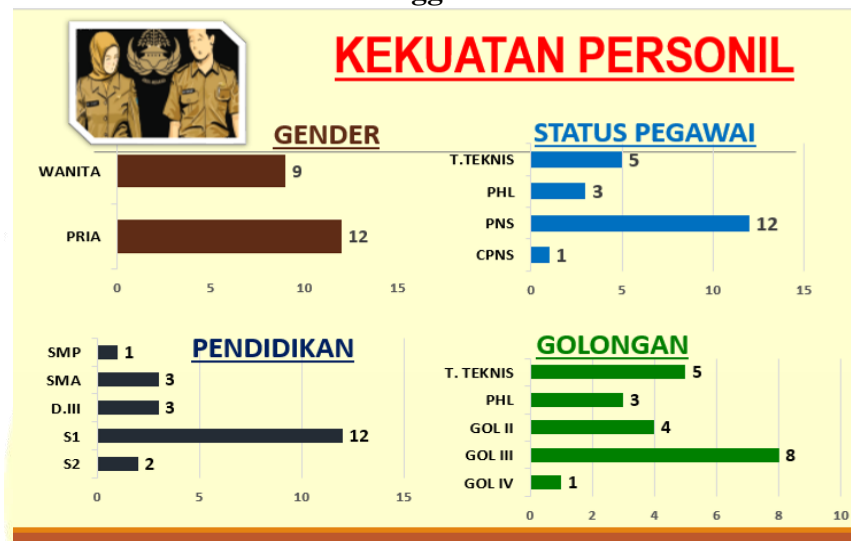 KEKUATAN PERSONIL
GENDER
WANITA 9
PRIA 12
0 5 10 15
STATUS PEGAWAI
T.TEKNIS 5
PHL 3
PNS 12
CPNS 1
0 5 10 15
PENDIDIKAN
SMP 1
SMA 3
D.III 3
S1 12
S2 2
0 5 10 15
GOLONGAN
T. TEKNIS 5
PHL 3
GOL II 4
GOL III 8
GOL IV 1
0 2 4 6 8 10